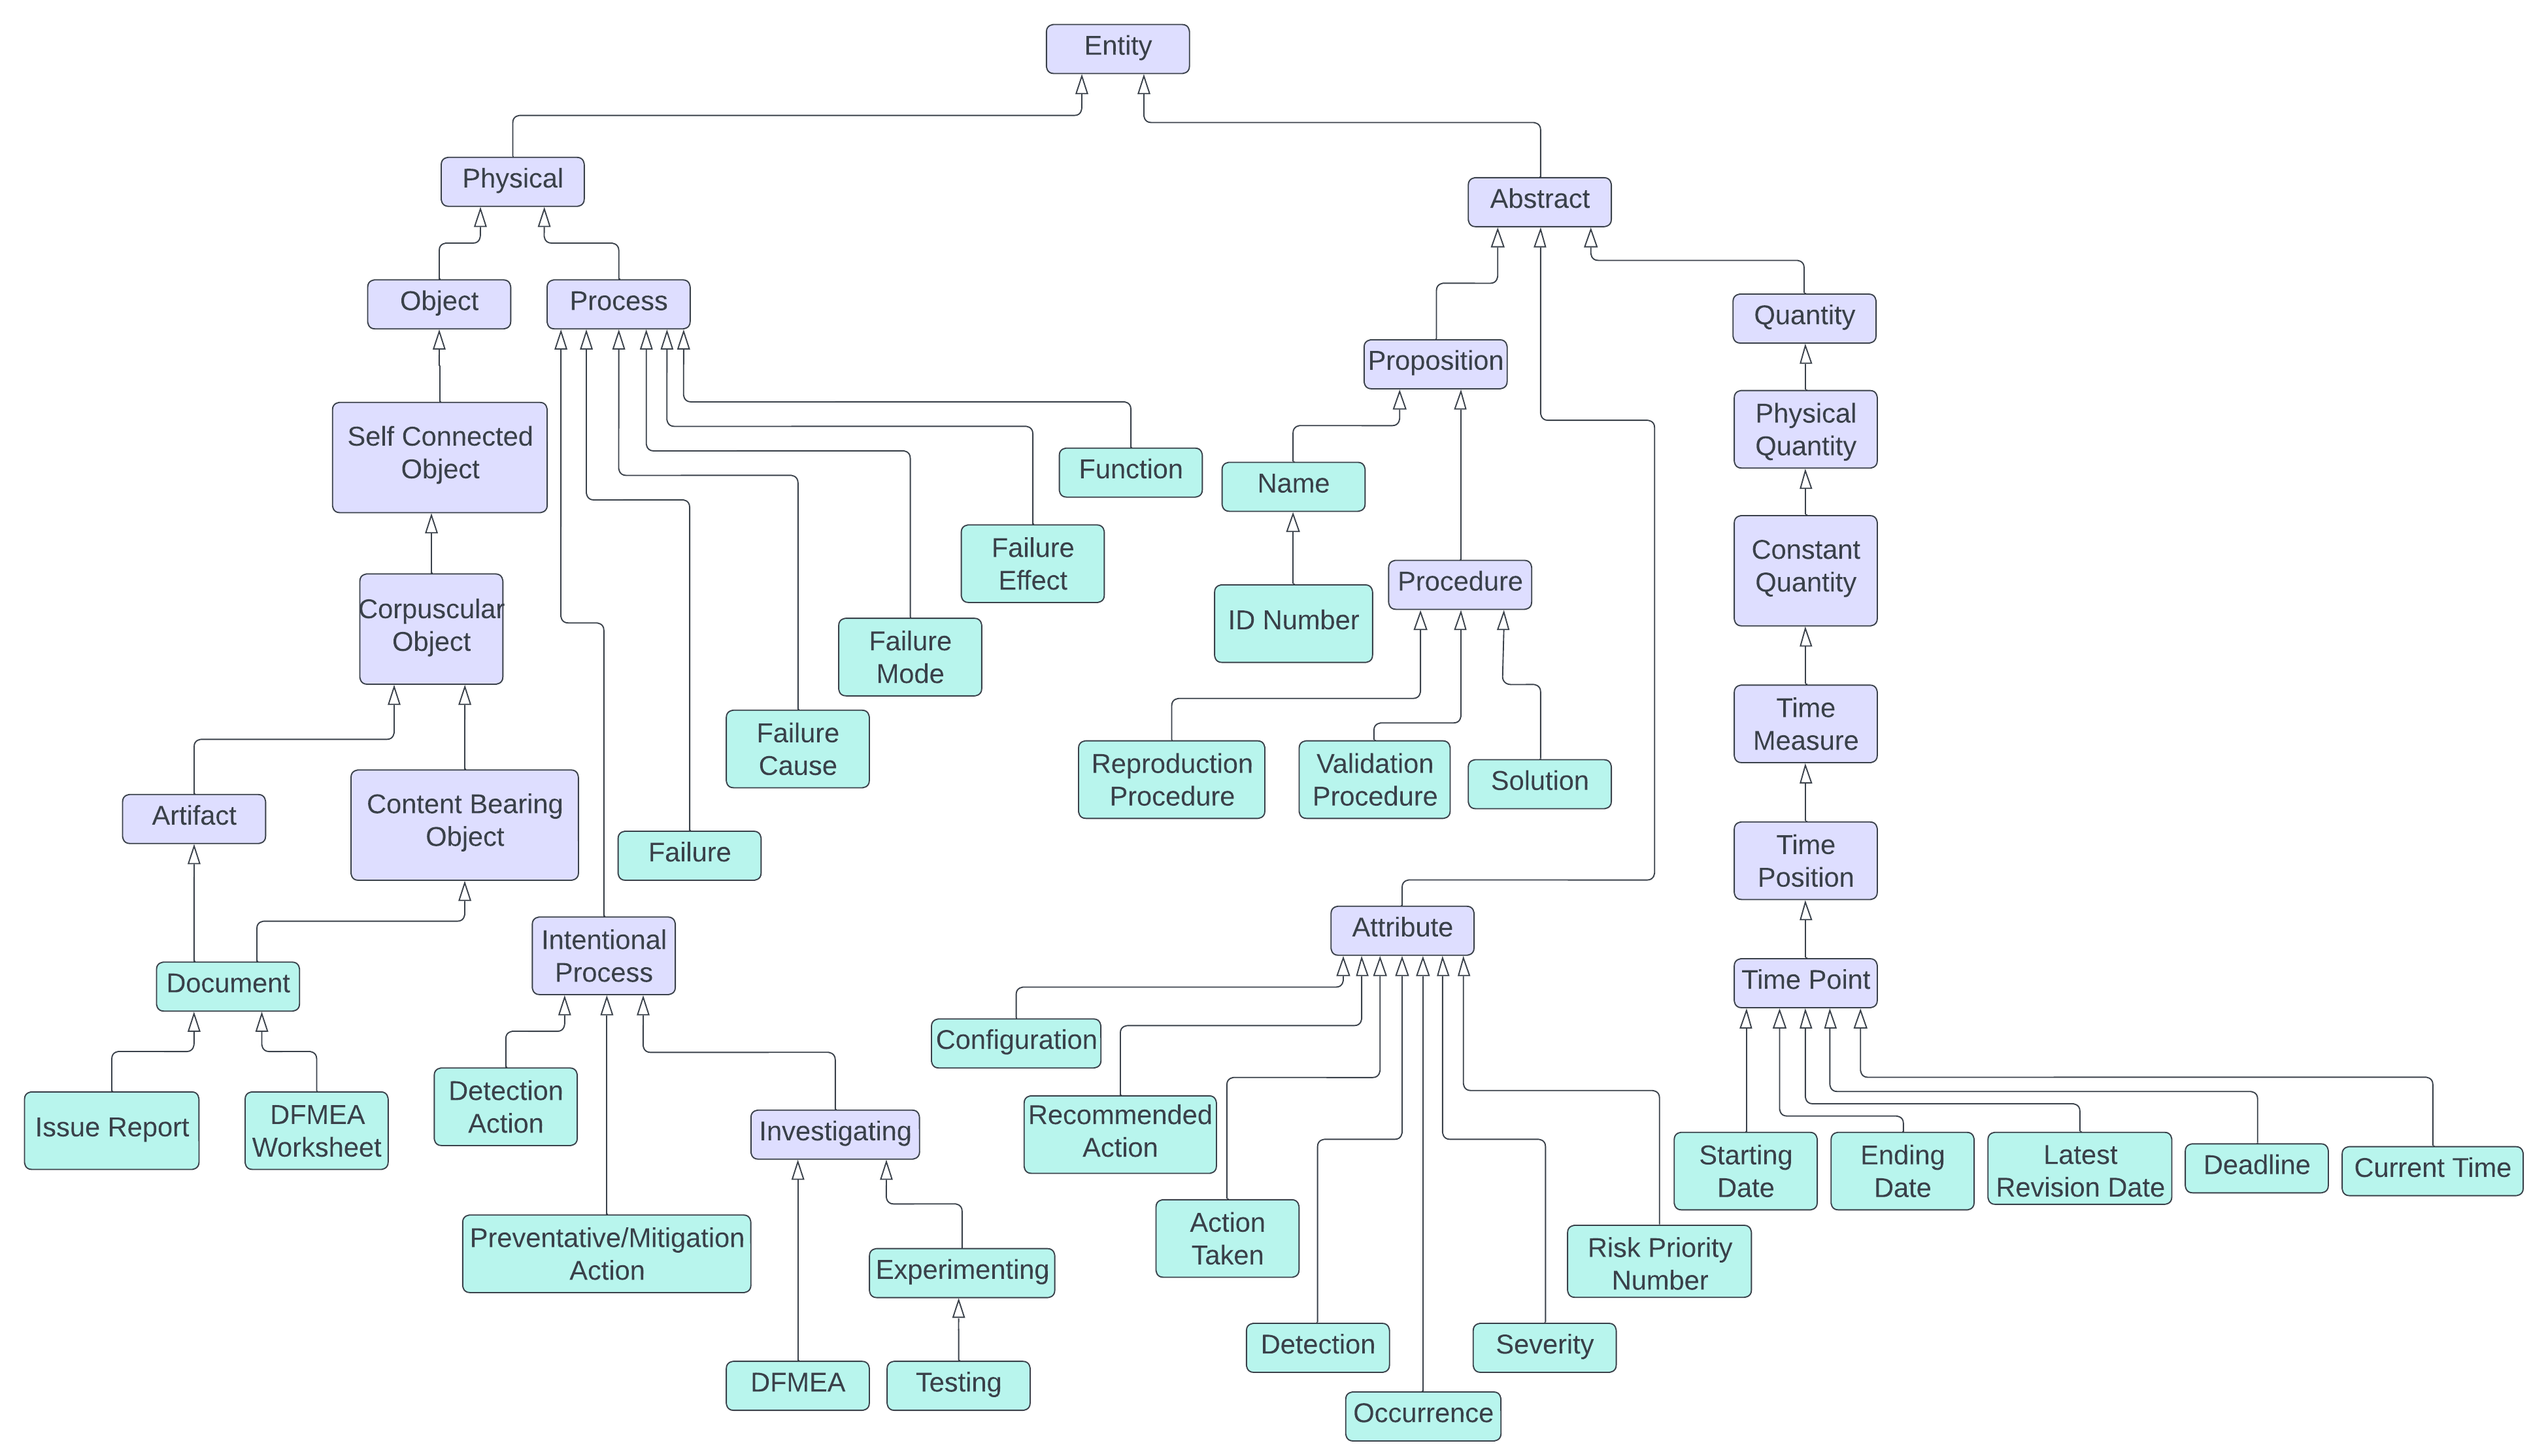 Entity
Physical
Abstract
Object
Process
Quantity
Proposition
Physical
Quantity
Self Connected
Object
Function
Name
Failure
Effect
Constant
Quantity
Procedure
Corpuscular
Object
ID Number
Failure
Mode
Time
Measure
Failure
Cause
Reproduction
Procedure
Validation
Procedure
Solution
Artifact
Content Bearing
Object
Failure
Time
Position
Attribute
Intentional
Process
Document
Time Point
Configuration
Issue Report
DFMEA
Worksheet
Detection
Action
Investigating
Recommended
Action
Starting
Date
Ending
Date
Latest
Revision Date
Deadline
Current Time
Preventative/Mitigation
Action
Experimenting
Action
Taken
Risk Priority
Number
Detection
Severity
DFMEA
Testing
Occurrence